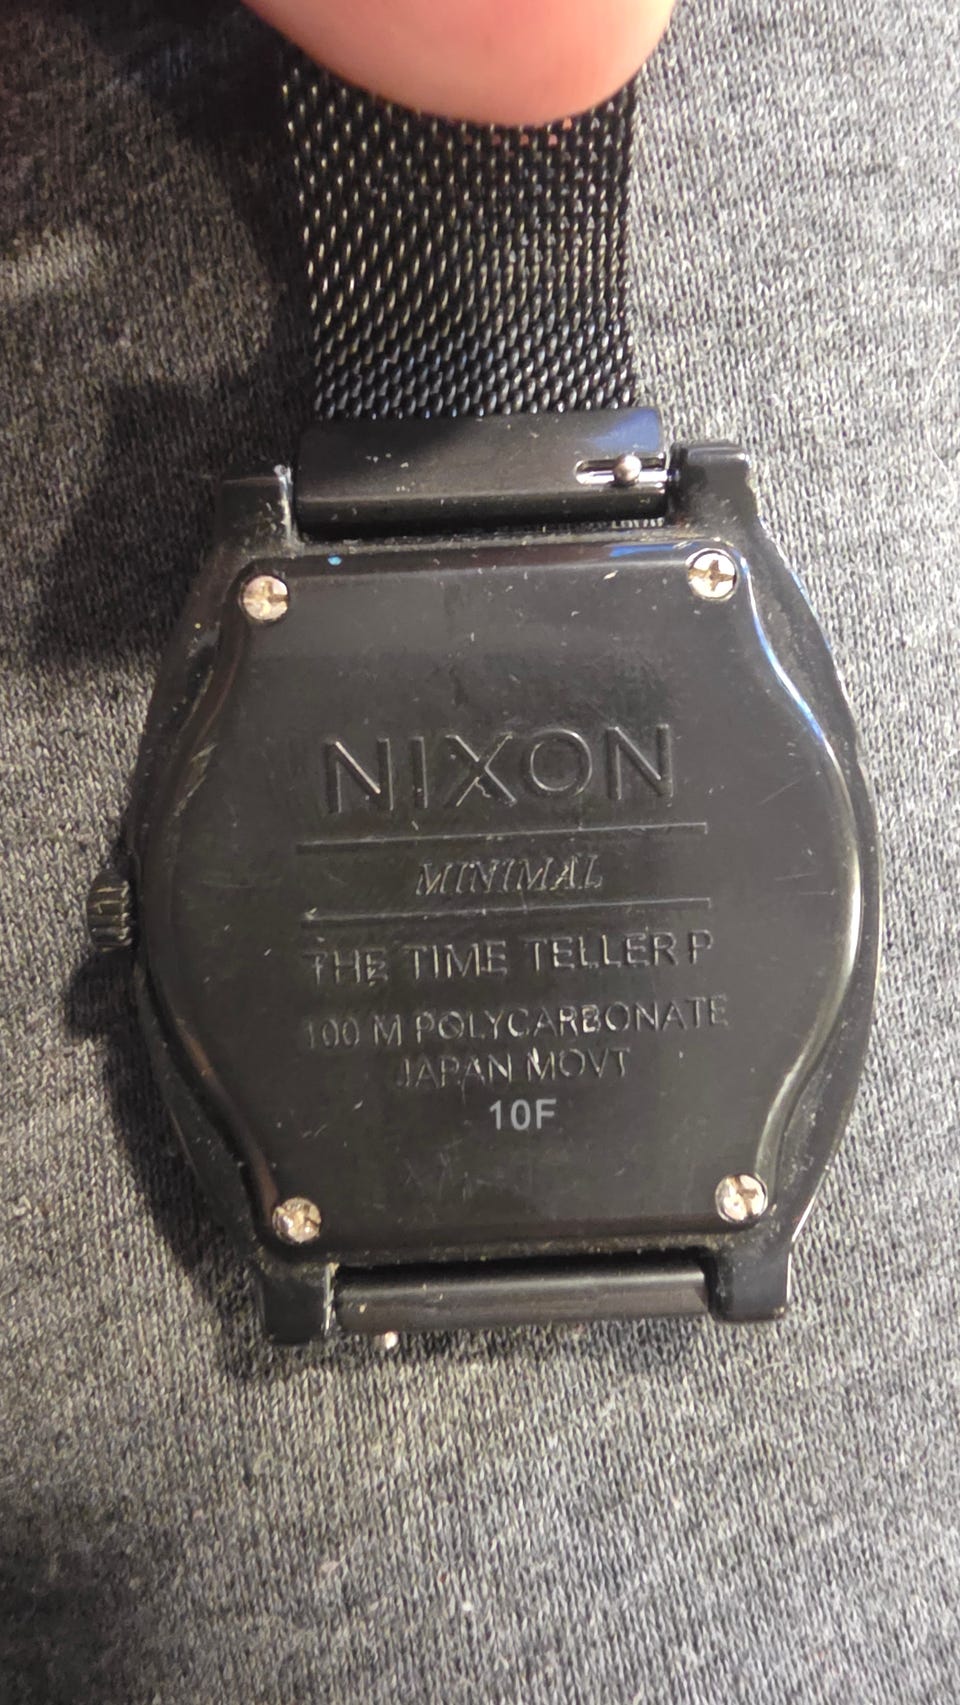 NIXON
MINIMAL
THE TIME TELLER P
100 M POLYCARBONATE
JAPAN MOVT
10F